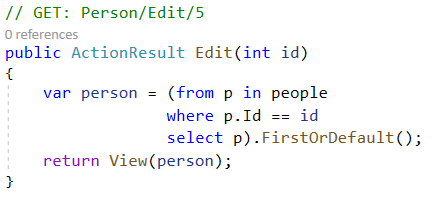 // GET: Person/Edit/5
0 references
public ActionResult Edit(int id)
{
    var person = (from p in people
                  where p.Id == id
                  select p).FirstOrDefault();
    return View(person);
}